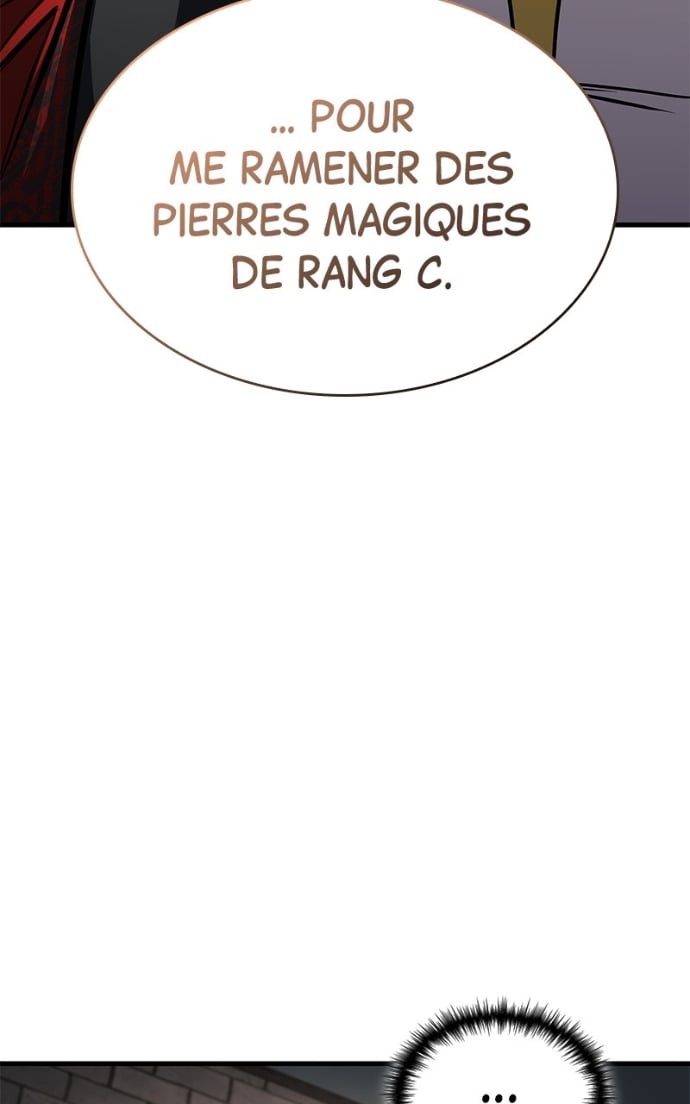 ... POUR
ME RAMENER DES
PIERRES MAGIQUES
DE RANG C.
...